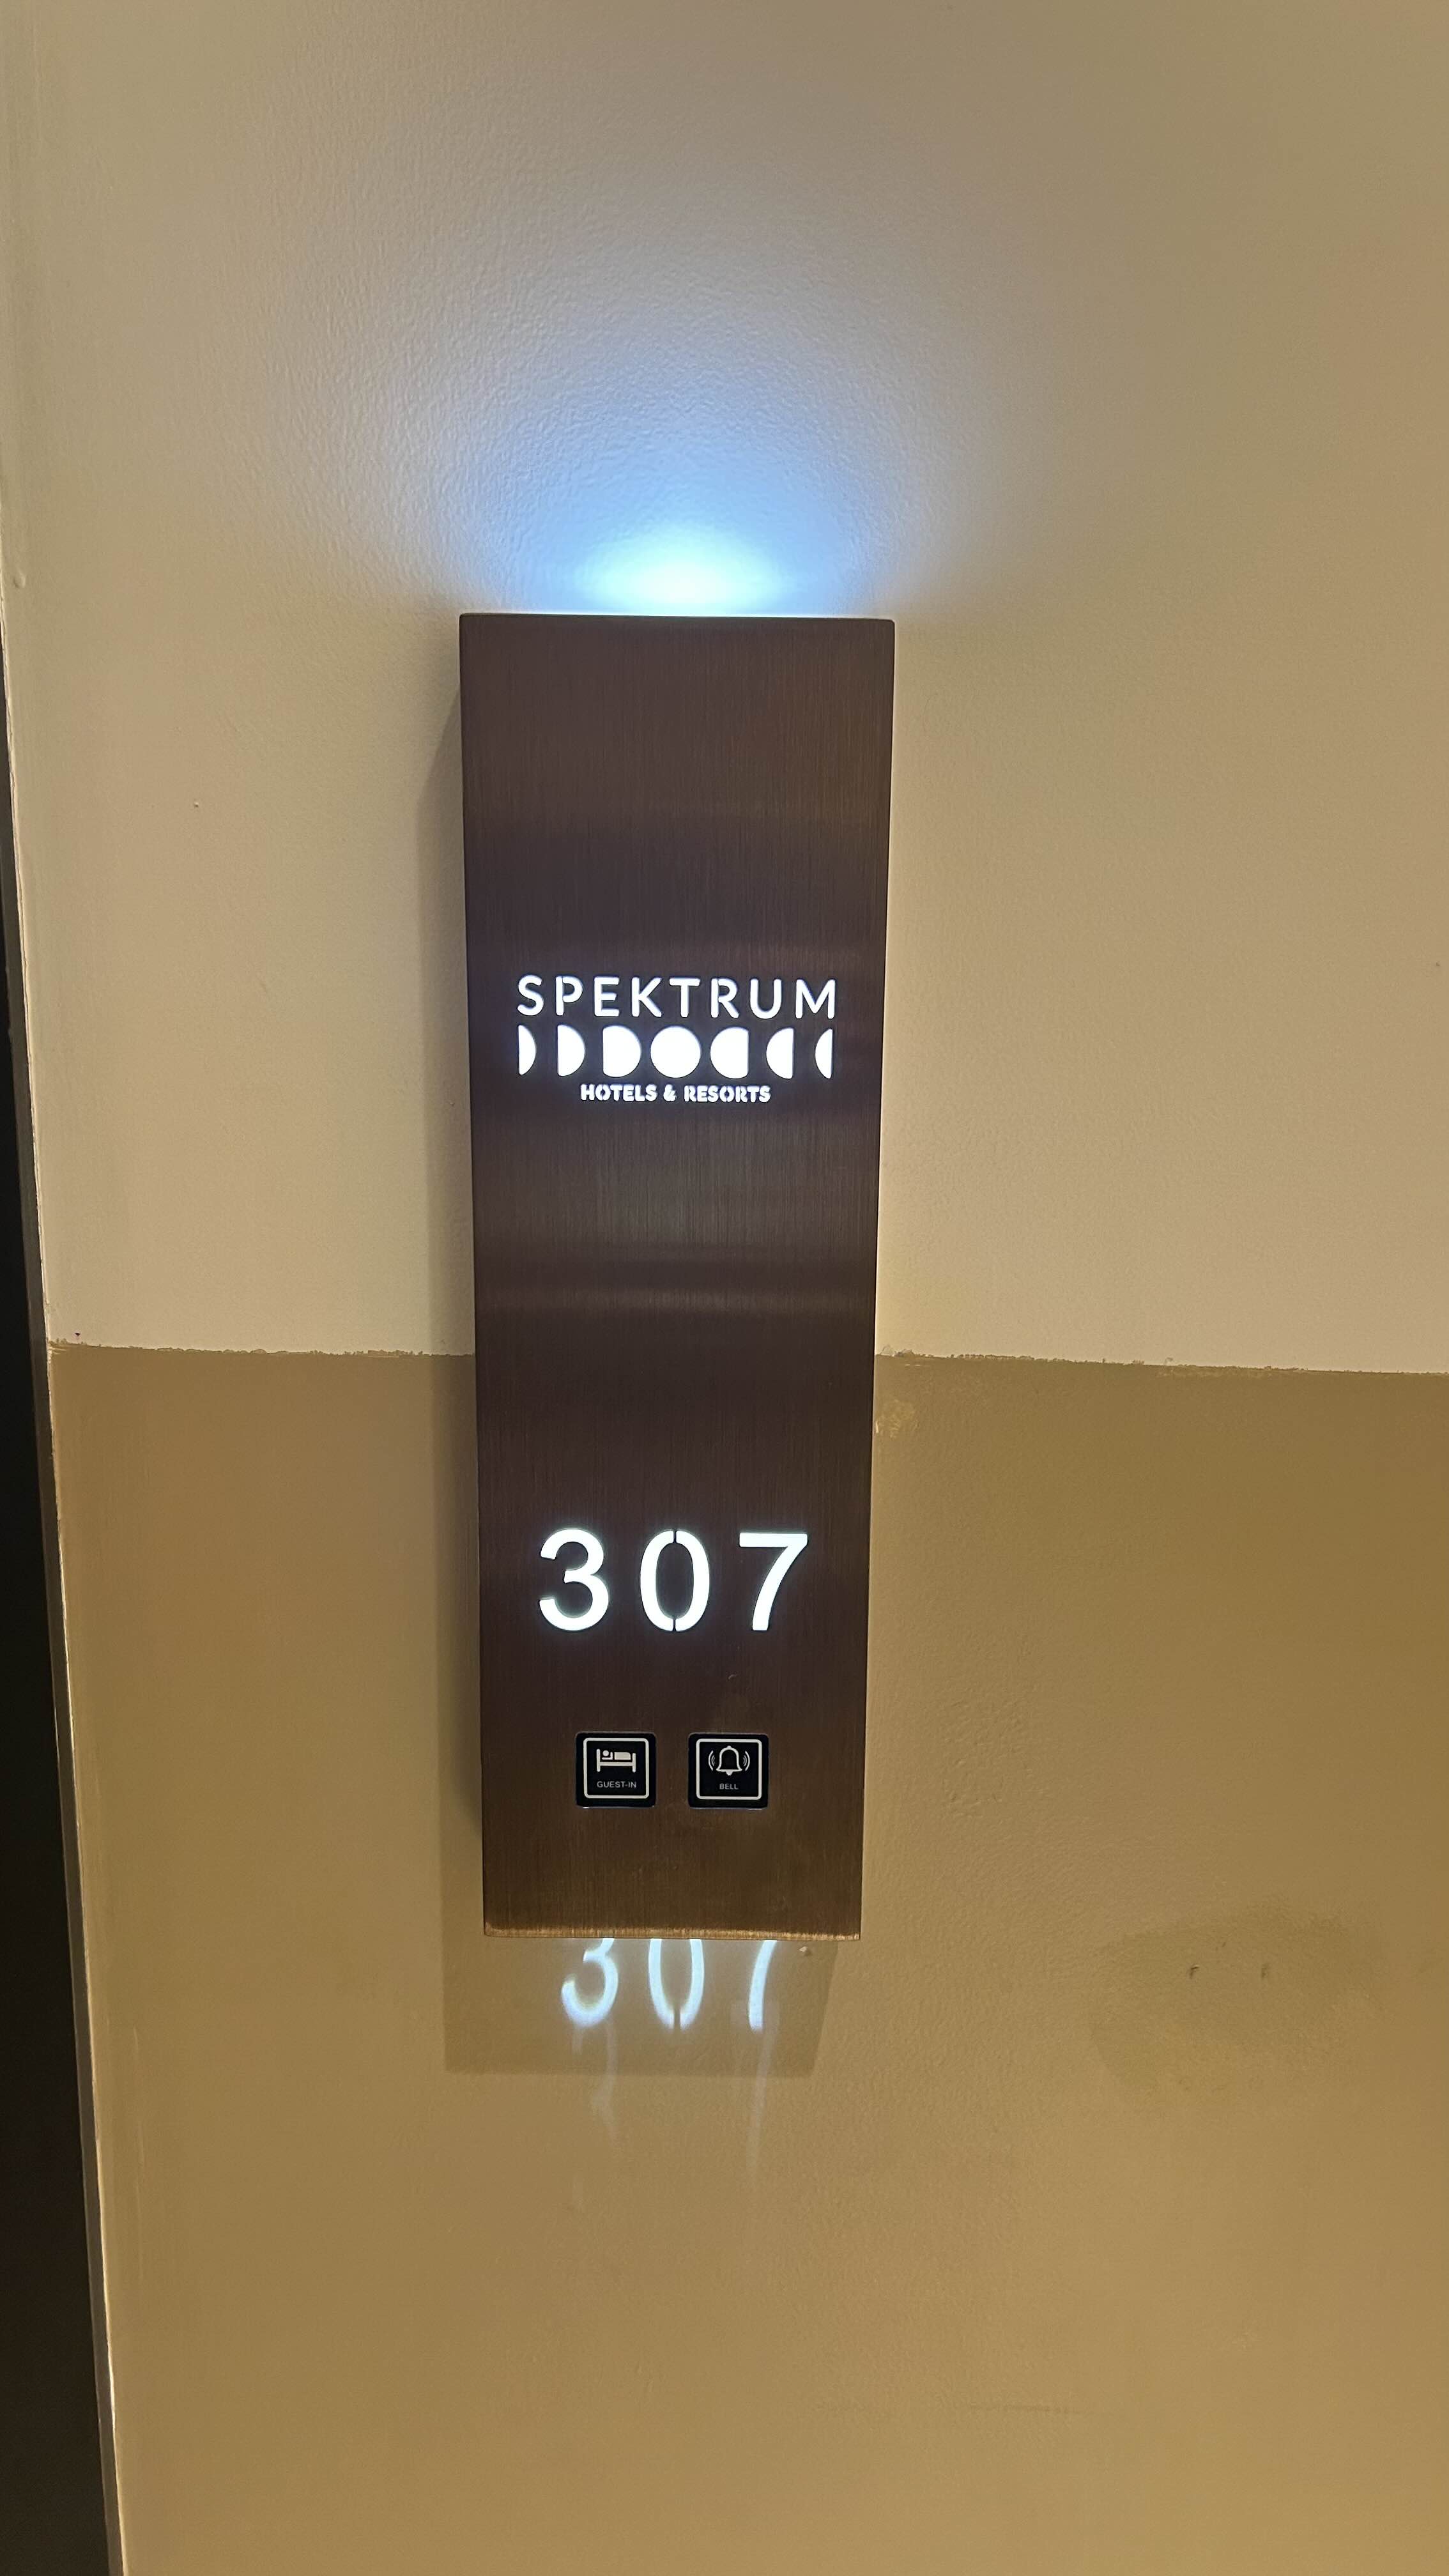 SPEKTRUM
HOTELS & RESORTS
307
GUEST-IN BELL
307